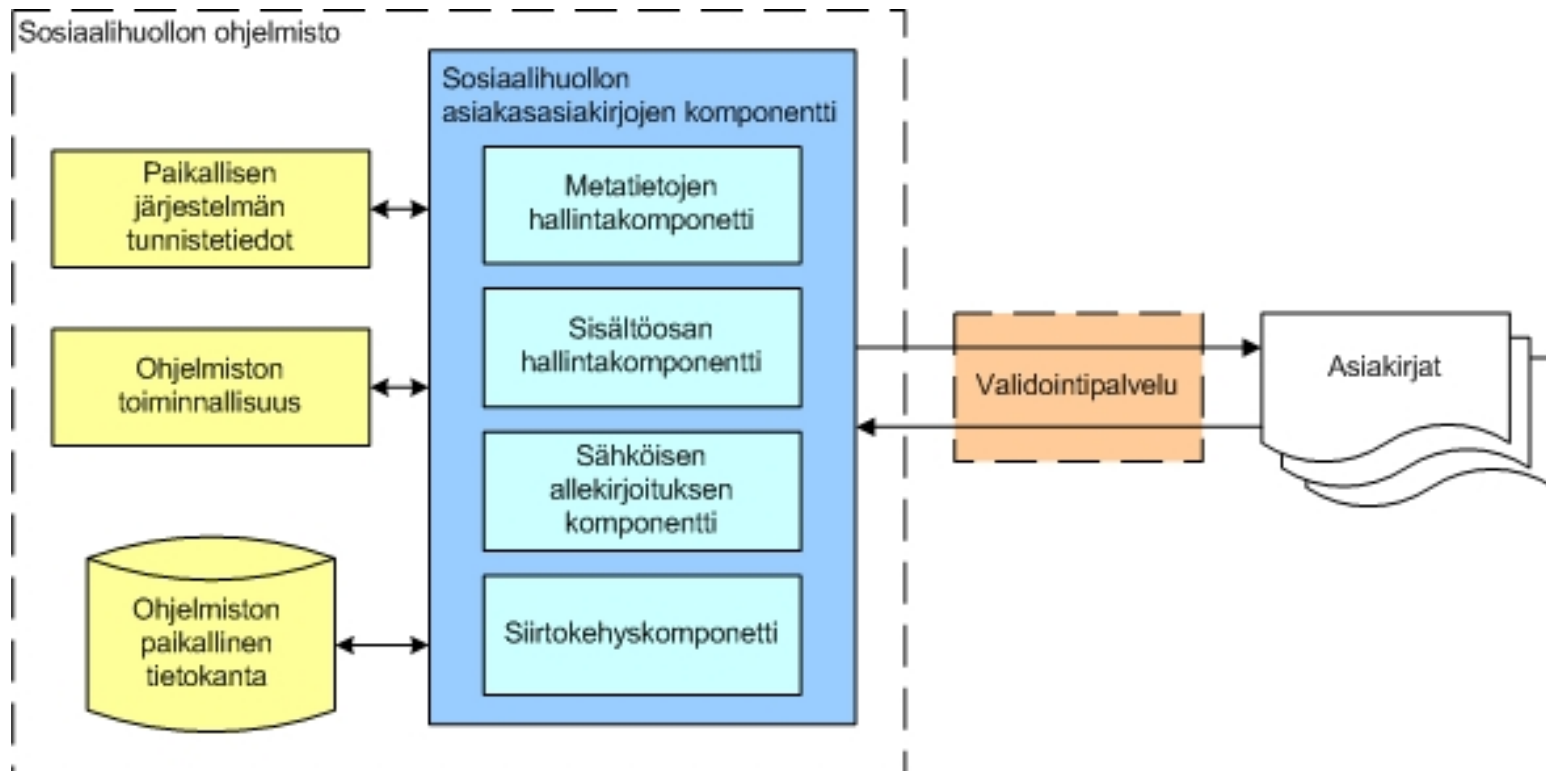 Sosiaalihuollon ohjelmisto
Sosiaalihuollon
asiakasasiakirjojen komponentti
Paikallisen
järjestelmän
tunnistetiedot
Metatietojen
hallintakomponetti
Ohjelmiston
toiminnallisuus
Sisältöosan
hallintakomponentti
Sähköisen
allekirjoituksen
komponentti
Ohjelmiston
paikallinen
tietokanta
Siirtokehyskomponetti
Validointipalvelu
Asiakirjat